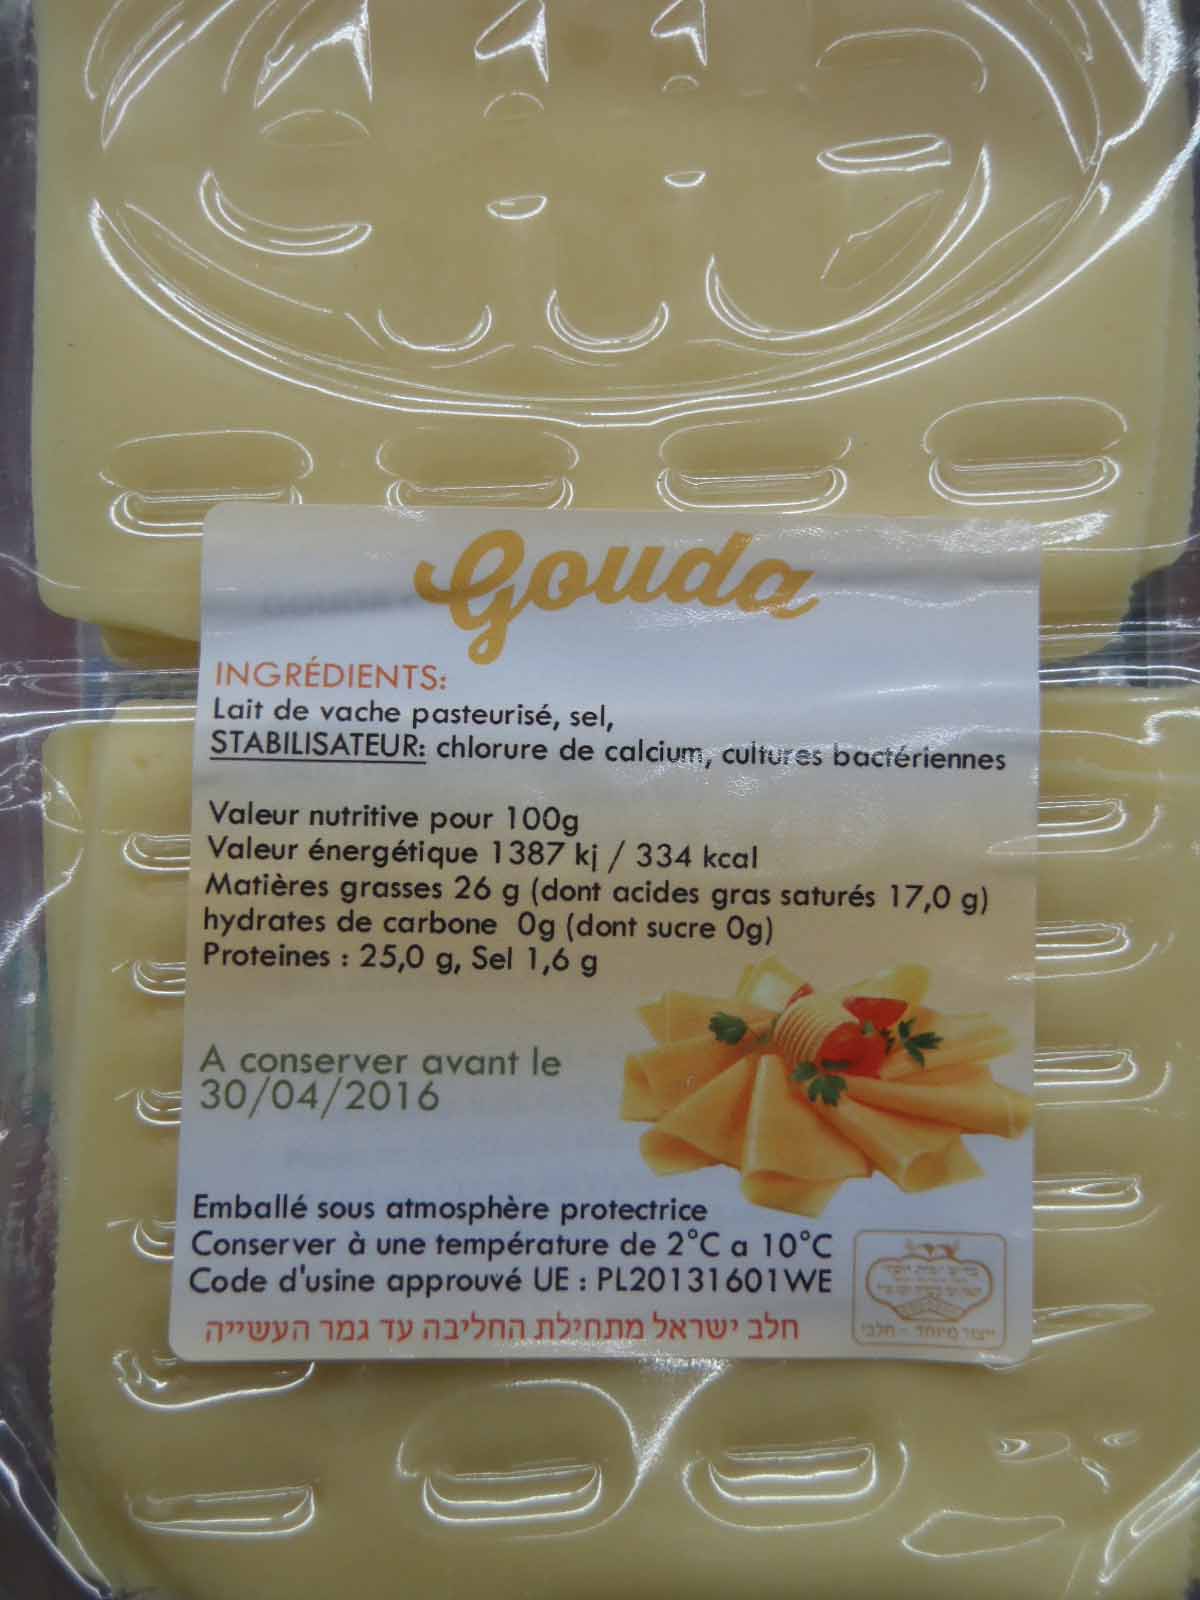 Gouda
INGRÉDIENTS:
Lait de vache pasteurisé, sel,
STABILISATEUR: chlorure de calcium, cultures bactériennes
Valeur nutritive pour 100g
Valeur énergétique 1387 kj / 334 kcal
Matières grasses 26 g (dont acides gras saturés 17,0 g)
hydrates de carbone 0g (dont sucre 0g)
Proteines : 25,0 g, Sel 1,6 g
A conserver avant le
30/04/2016
Emballé sous atmosphère protectrice
Conserver à une température de 2°C a 10°C
Code d'usine approuvé UE : PL20131601WE
חלב ישראל מתחילת החליבה עד גמר העשייה
ייצור מיוחד - חלבי